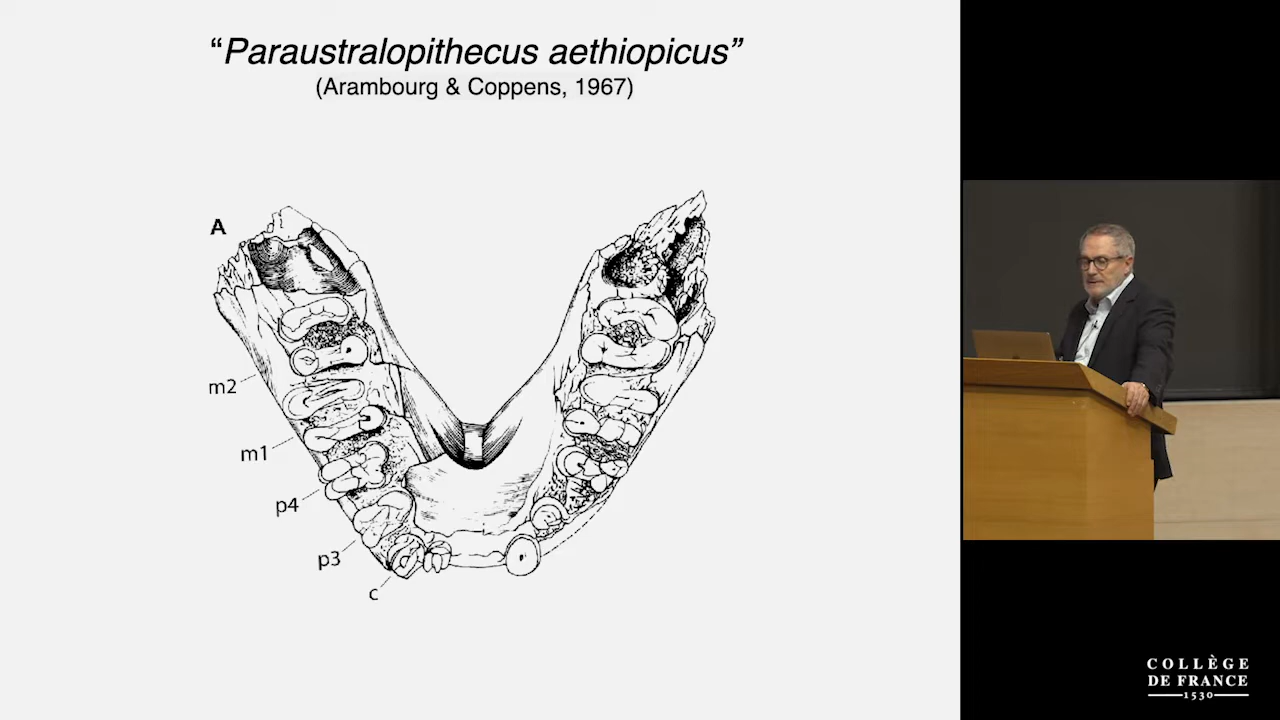 “Paraustralopithecus aethiopicus”
(Arambourg & Coppens, 1967)
A
m2
m1
p4
p3
c
COLLÈGE
DE FRANCE
1530